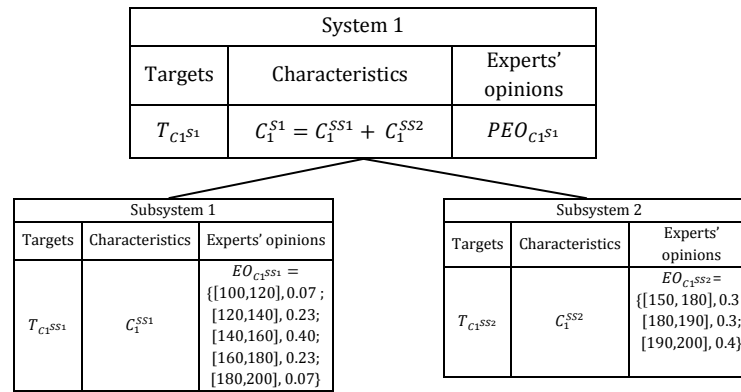 System 1
Targets Characteristics Experts'
opinions
T_{C1^{S1}} C_1^{S1} = C_1^{SS1} + C_1^{SS2} PEO_{C1^{S1}}
Subsystem 1
Targets Characteristics Experts' opinions
T_{C1^{SS1}} C_1^{SS1} EO_{C1^{SS1}} =
{[100,120], 0.07 ;
[120,140], 0.23;
[140,160], 0.40;
[160,180], 0.23;
[180,200], 0.07}
Subsystem 2
Targets Characteristics Experts'
opinions
T_{C1^{SS2}} C_1^{SS2} EO_{C1^{SS2}}=
{[150, 180], 0.3
[180,190], 0.3;
[190,200], 0.4}